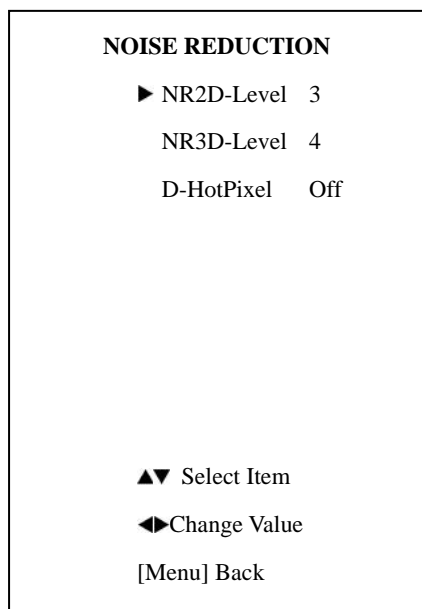 NOISE REDUCTION
▶ NR2D-Level 3
NR3D-Level 4
D-HotPixel Off
▲▼ Select Item
◀▶Change Value
[Menu] Back